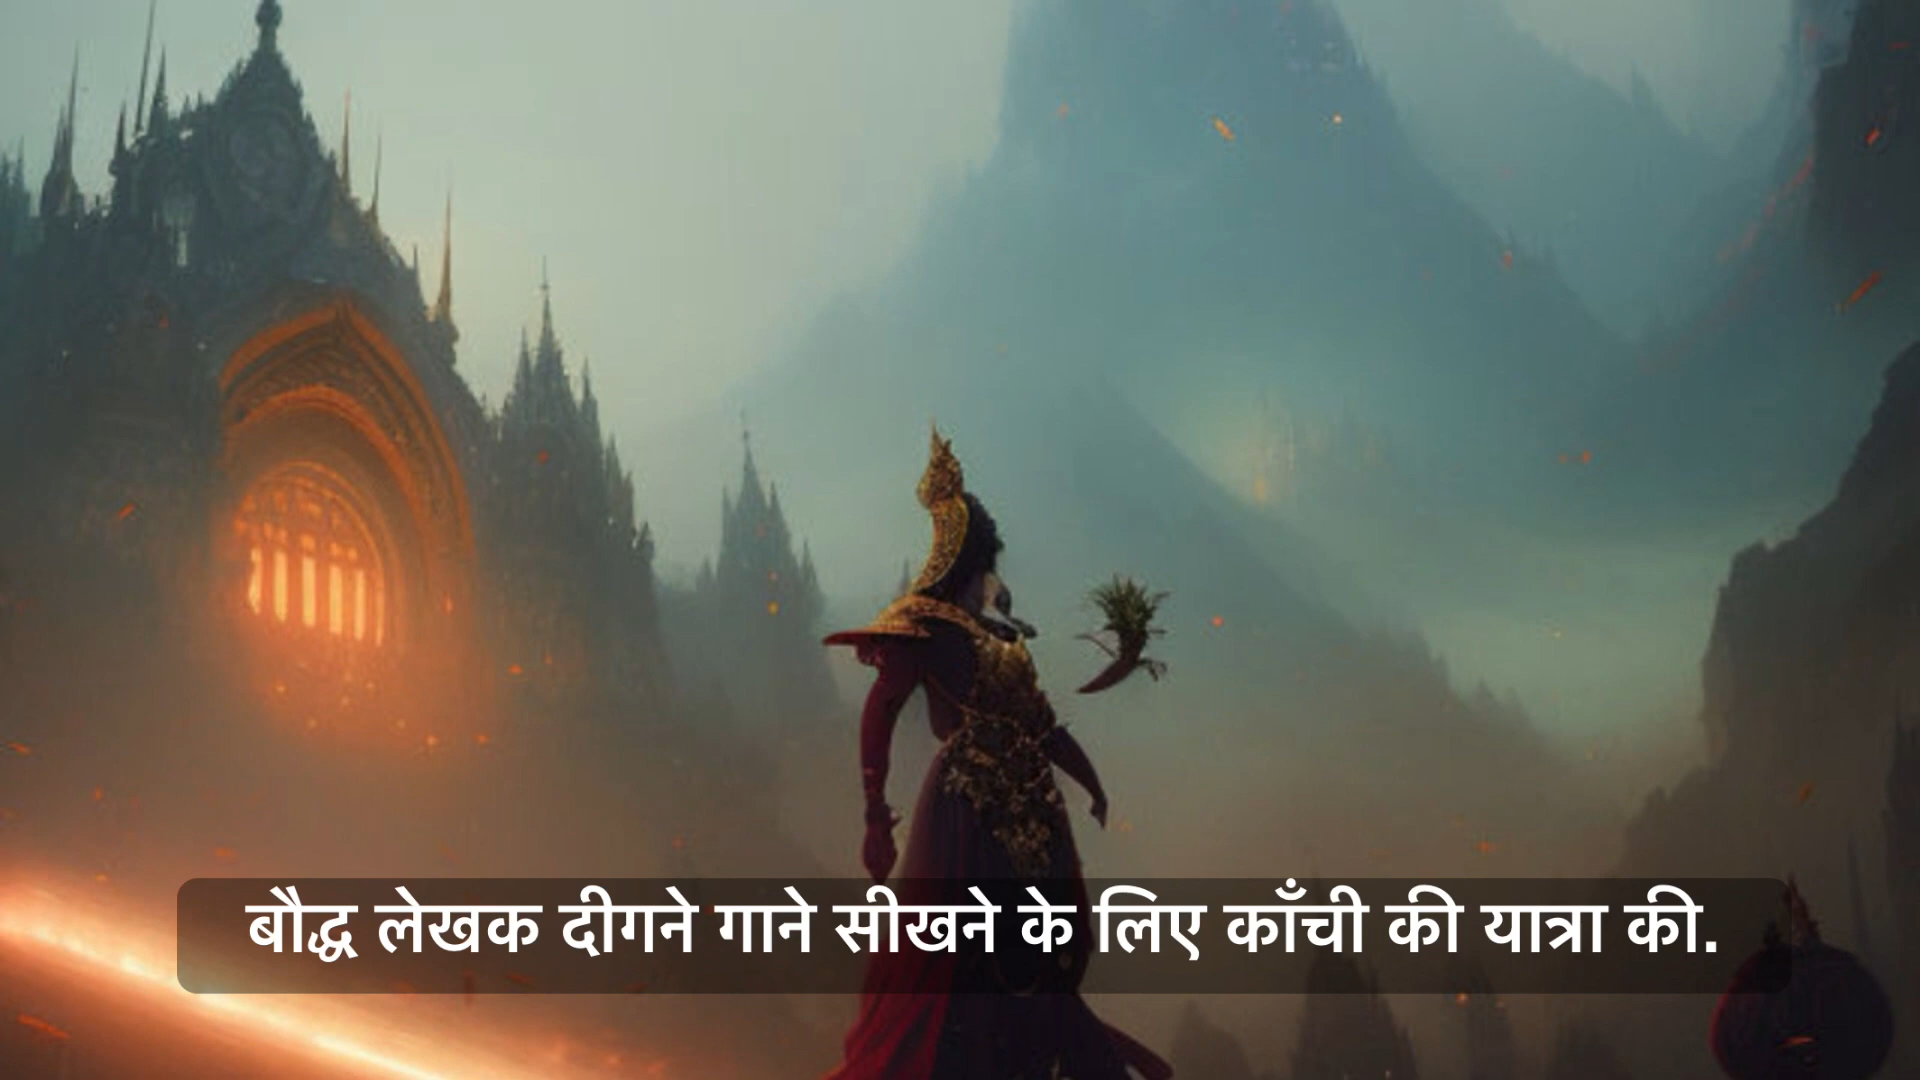 बौद्ध लेखक दीगने गाने सीखने के लिए काँची की यात्रा की.